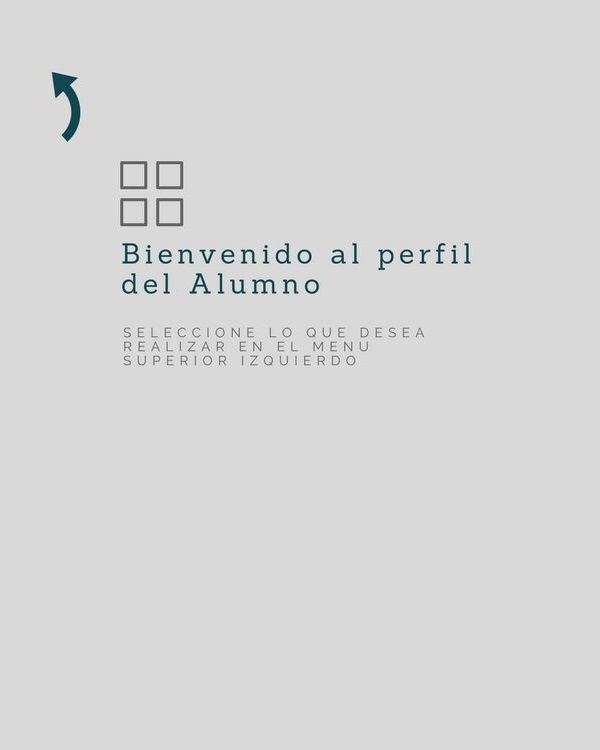 Bienvenido al perfil
del Alumno
SELECCIONE LO QUE DESEA
REALIZAR EN EL MENU
SUPERIOR IZQUIERDO